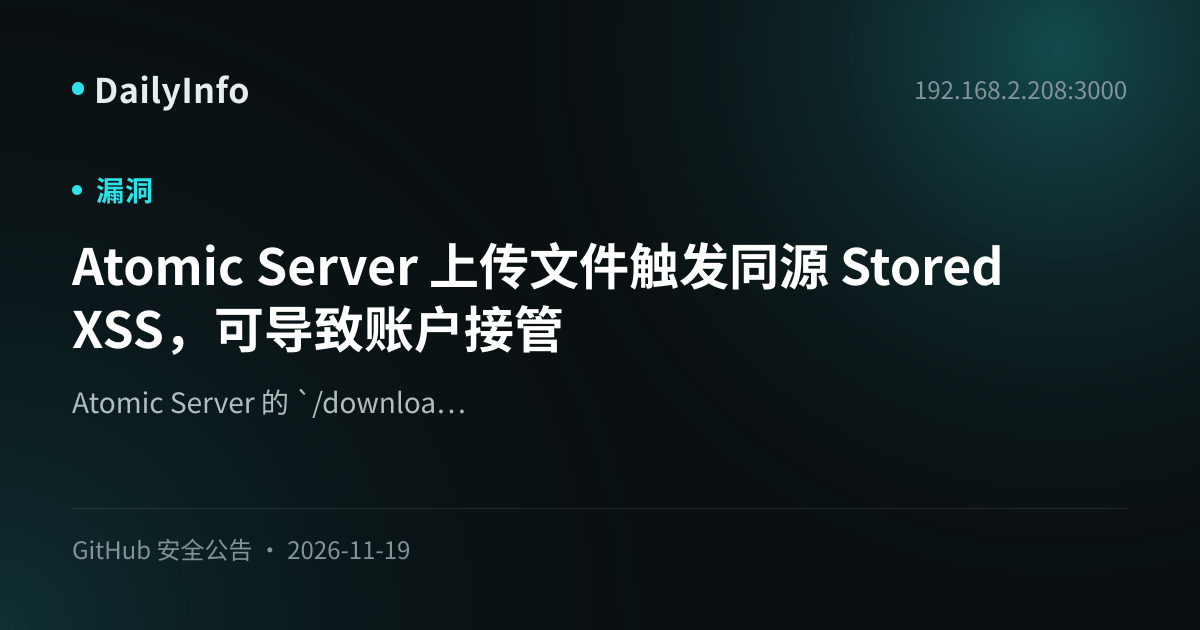 DailyInfo
192.168.2.208:3000
漏洞
Atomic Server 上传文件触发同源 Stored
XSS，可导致账户接管
Atomic Server 的 `/downloa…
GitHub 安全公告 · 2026-11-19